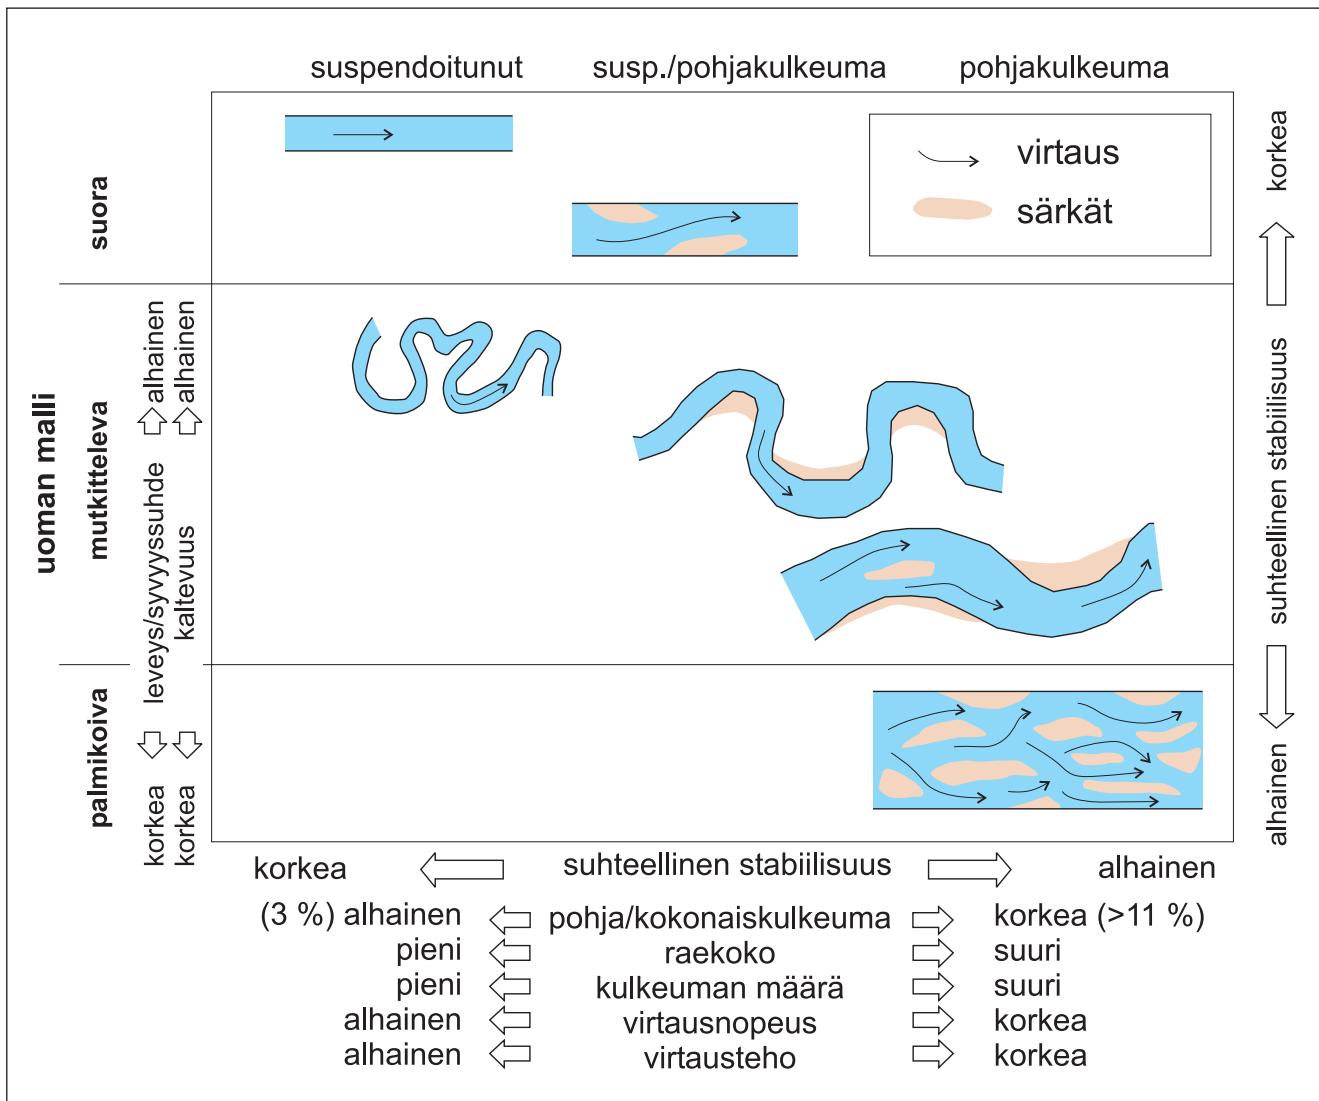 suspendoitunut
susp./pohjakulkeuma
pohjakulkeuma
virtaus
särkät
uoman malli
suora
mutkitteleva
palmikoiva
alhainen
alhainen
leveys/syvyyssuhde
kaltevuus
korkea
korkea
korkea
suhteellinen stabiilisuus
alhainen
korkea
suhteellinen stabiilisuus
alhainen
(3 %) alhainen
pohja/kokonaiskulkeuma
korkea (>11 %)
pieni
raekoko
suuri
pieni
kulkeuman määrä
suuri
alhainen
virtausnopeus
korkea
alhainen
virtausteho
korkea